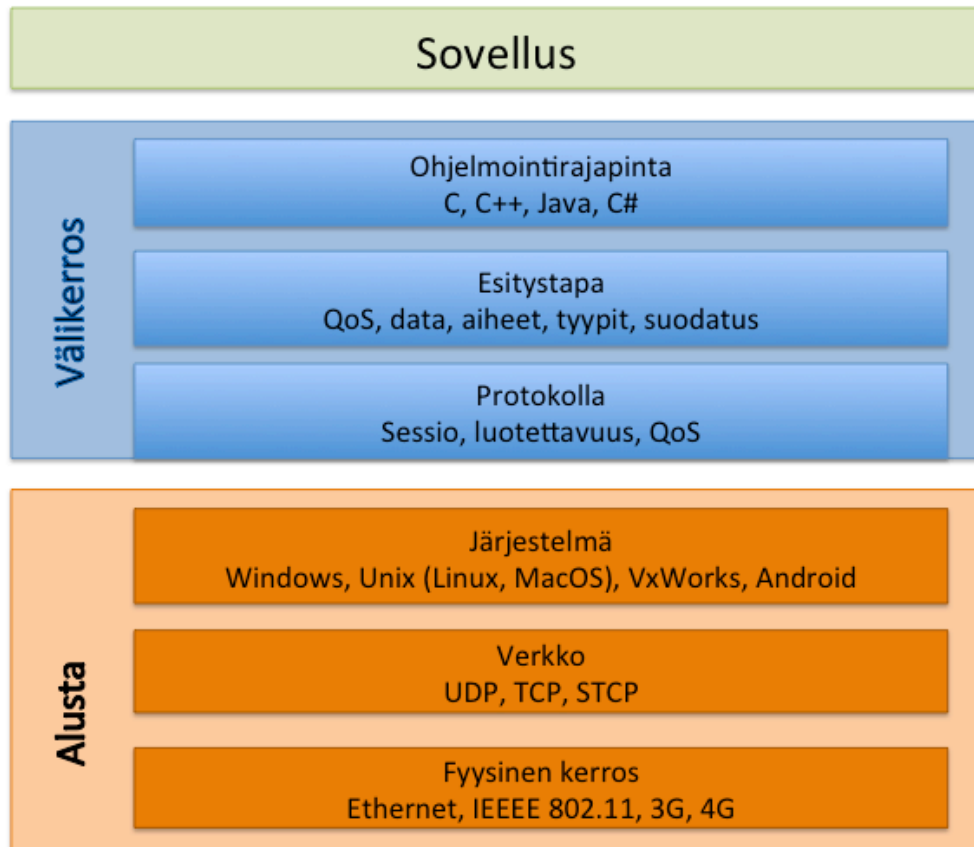 Sovellus
Välikerros
Ohjelmointirajapinta
C, C++, Java, C#
Esitystapa
QoS, data, aiheet, tyypit, suodatus
Protokolla
Sessio, luotettavuus, QoS
Alusta
Järjestelmä
Windows, Unix (Linux, MacOS), VxWorks, Android
Verkko
UDP, TCP, STCP
Fyysinen kerros
Ethernet, IEEEE 802.11, 3G, 4G